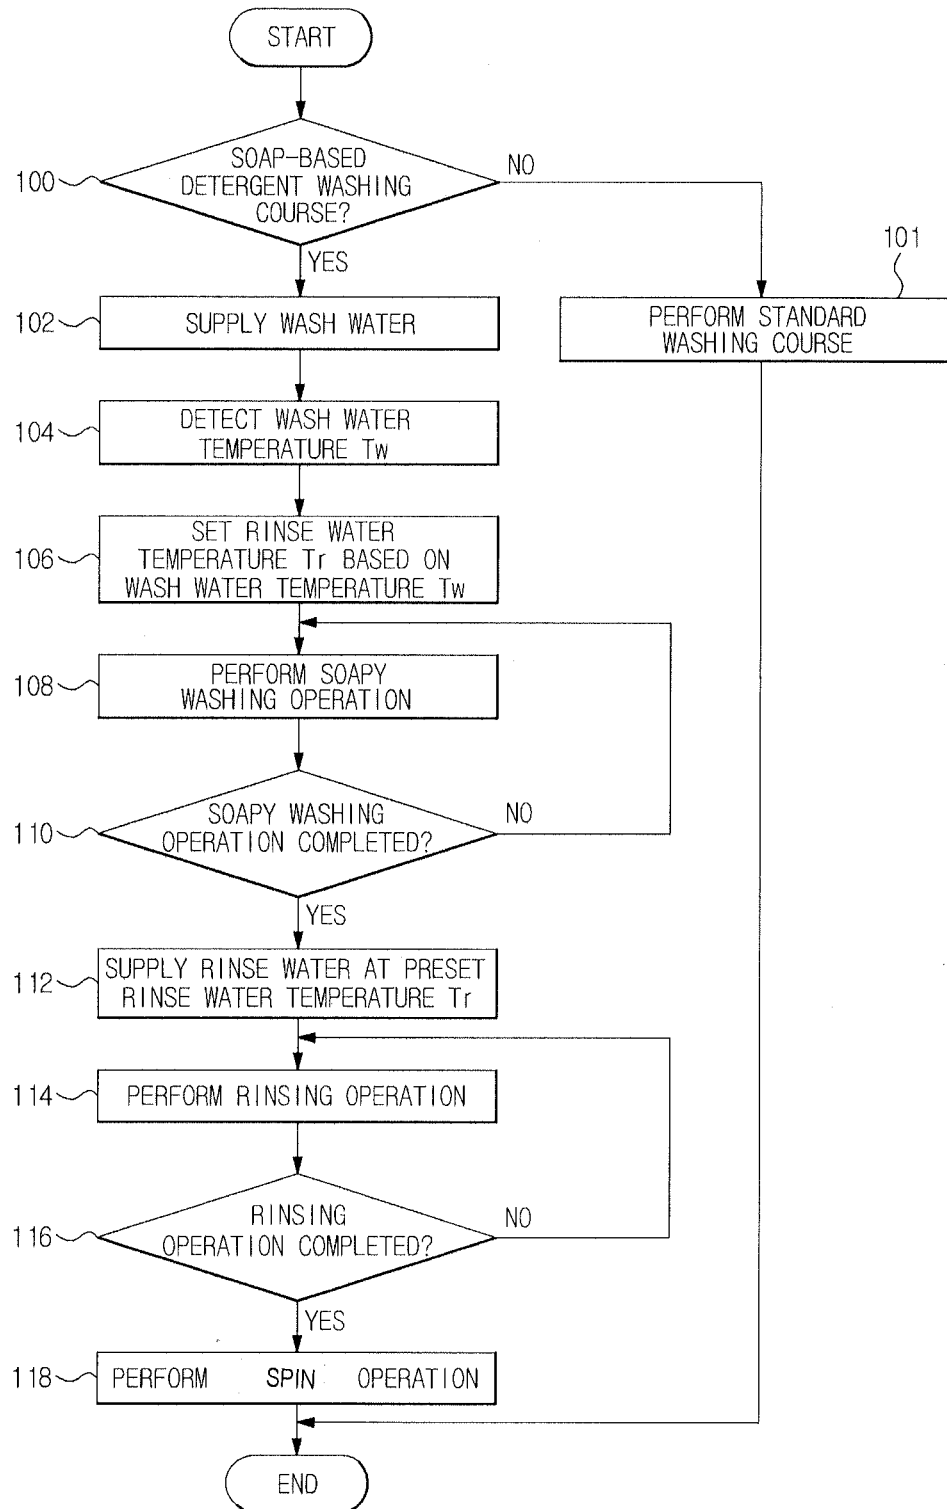 START
SOAP-BASED
DETERGENT WASHING
COURSE?
100
NO
YES
101
PERFORM STANDARD
WASHING COURSE
102
SUPPLY WASH WATER
104
DETECT WASH WATER
TEMPERATURE Tw
106
SET RINSE WATER
TEMPERATURE Tr BASED ON
WASH WATER TEMPERATURE Tw
108
PERFORM SOAPY
WASHING OPERATION
110
SOAPY WASHING
OPERATION COMPLETED?
NO
YES
112
SUPPLY RINSE WATER AT PRESET
RINSE WATER TEMPERATURE Tr
114
PERFORM RINSING OPERATION
116
RINSING
OPERATION COMPLETED?
NO
YES
118
PERFORM SPIN OPERATION
END